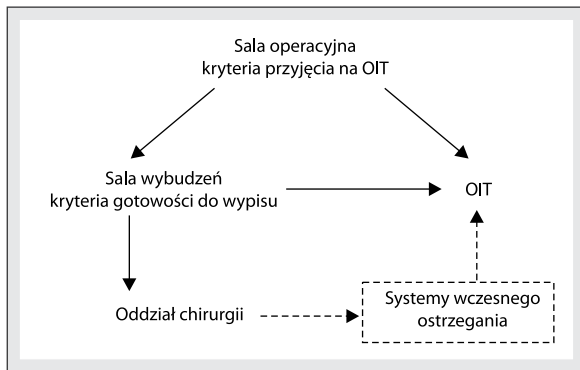 Sala operacyjna
kryteria przyjęcia na OIT
Sala wybudzeń
kryteria gotowości do wypisu
OIT
Oddział chirurgii
Systemy wczesnego
ostrzegania